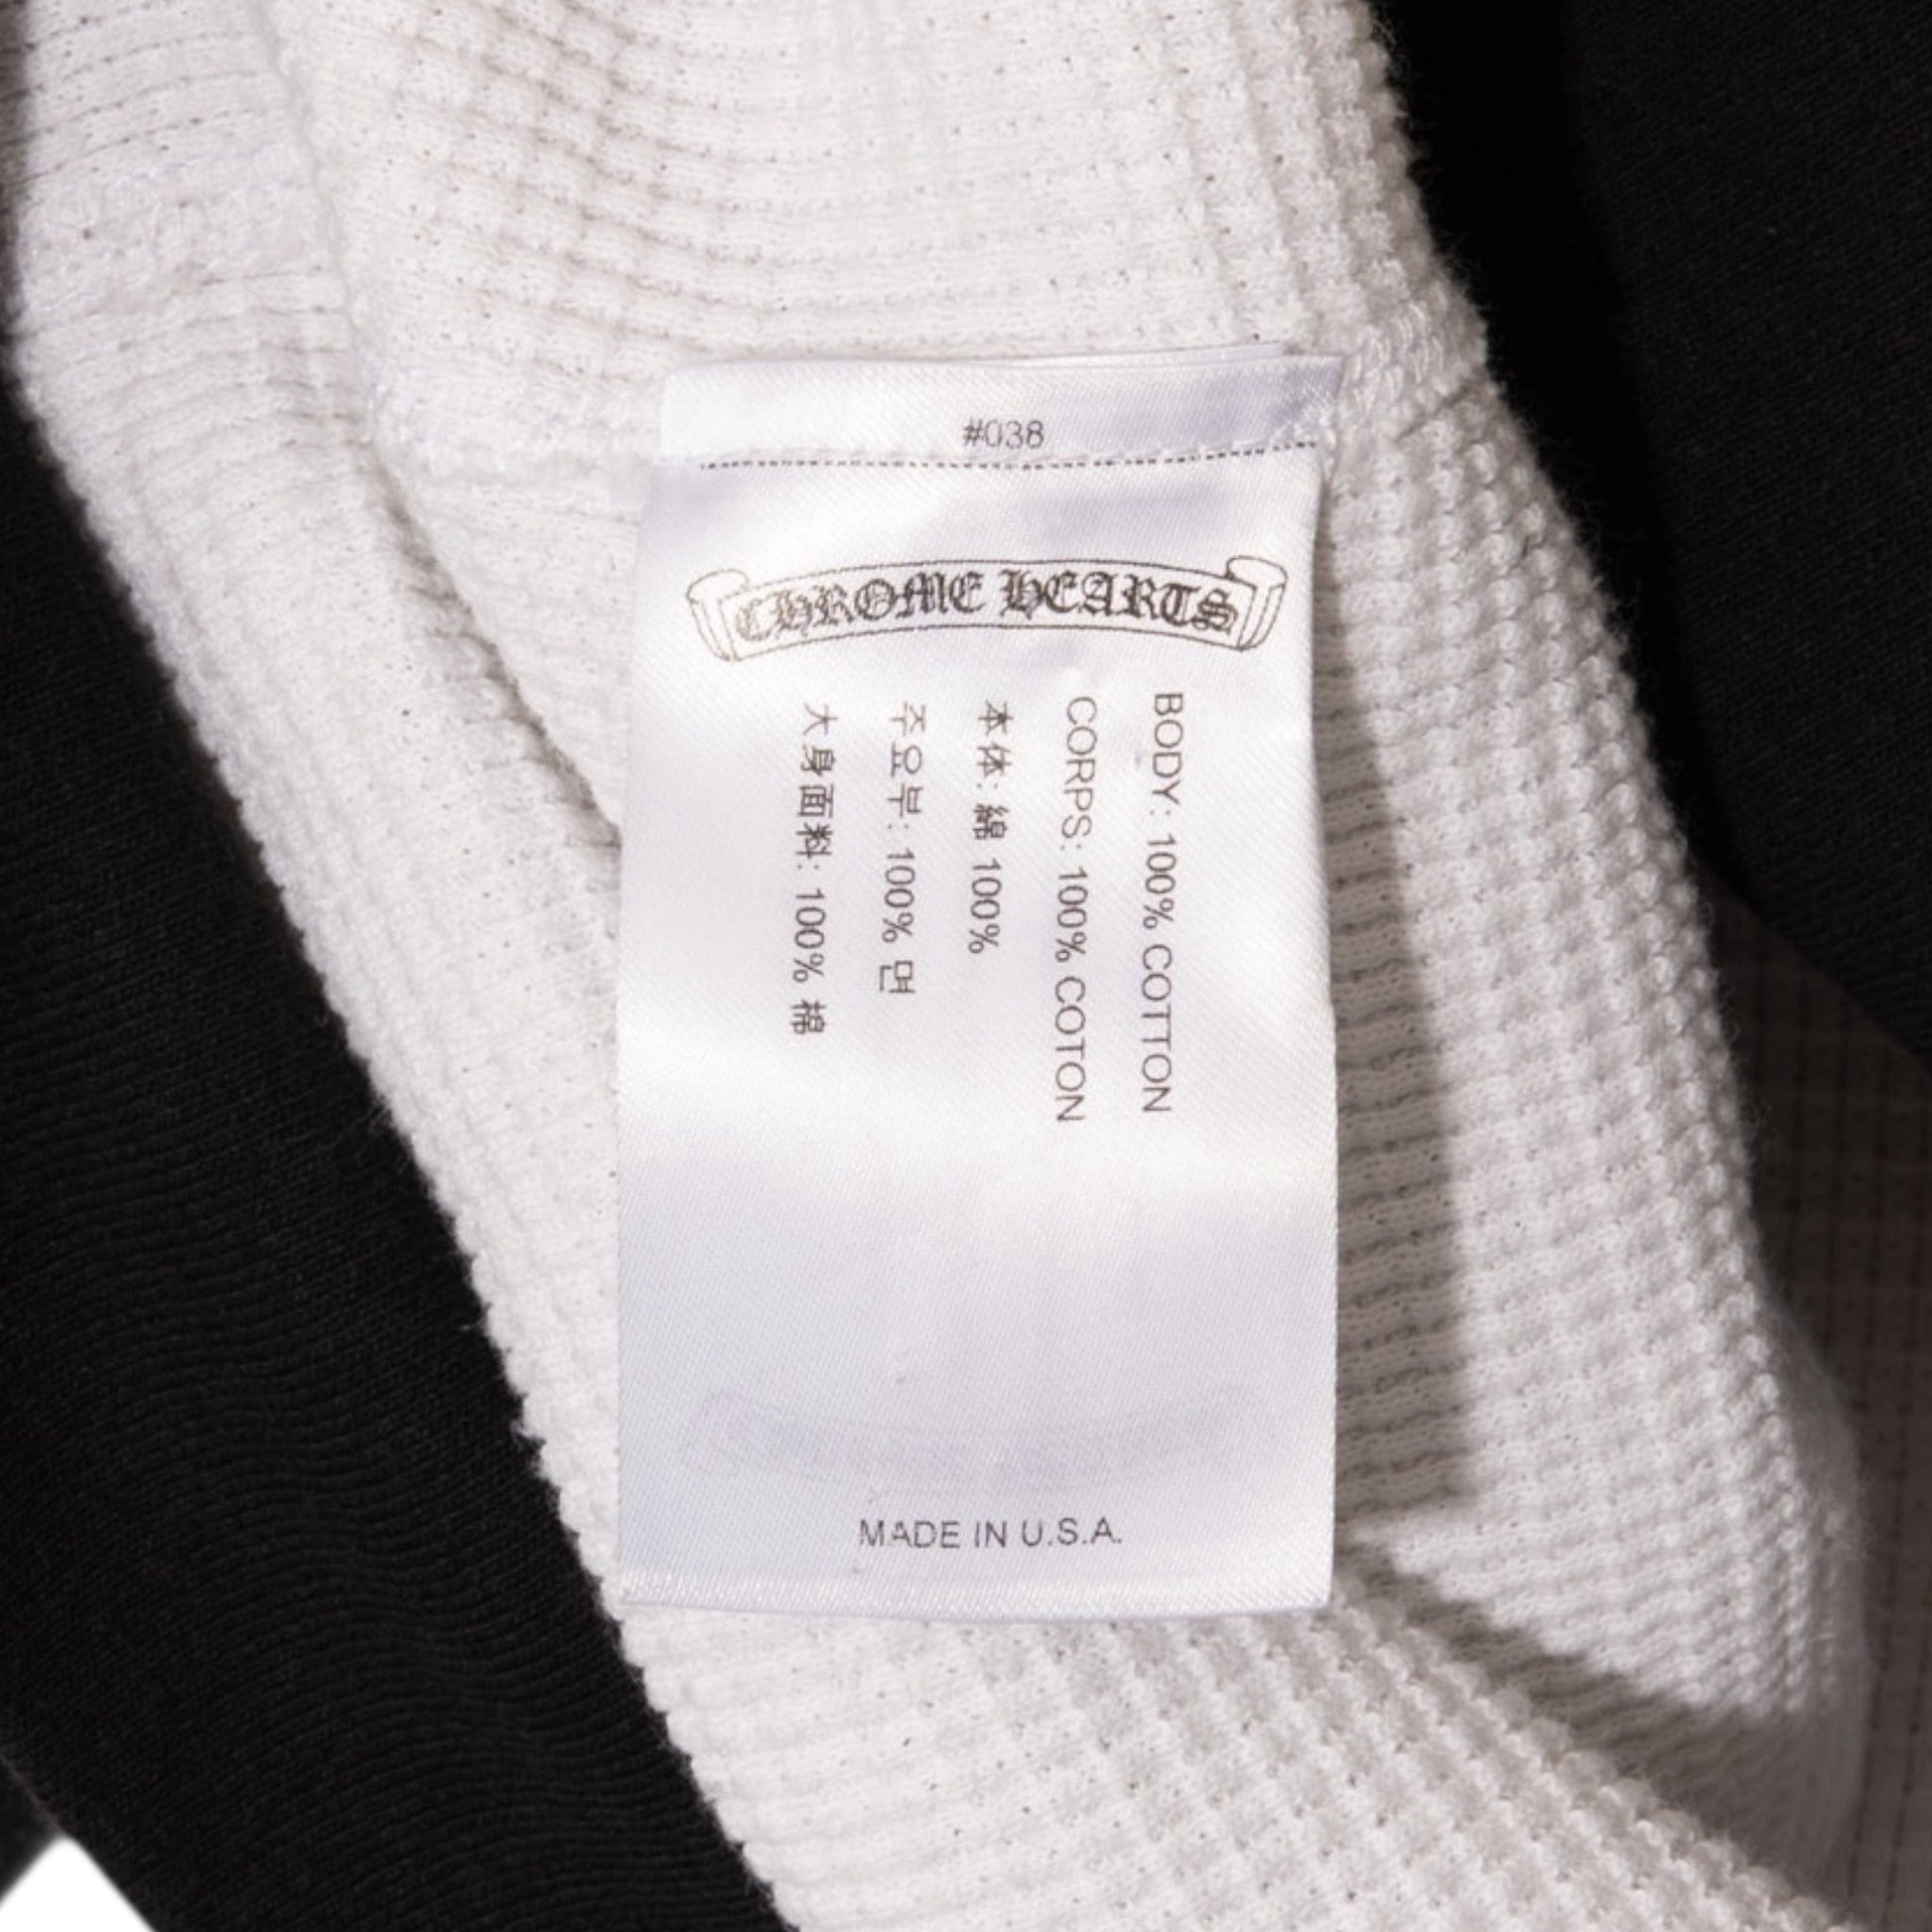 #038
CHROME HEARTS
BODY: 100% COTTON
CORPS: 100% COTON
本体: 綿 100%
주요부: 100% 면
大身面料: 100% 棉
MADE IN U.S.A.